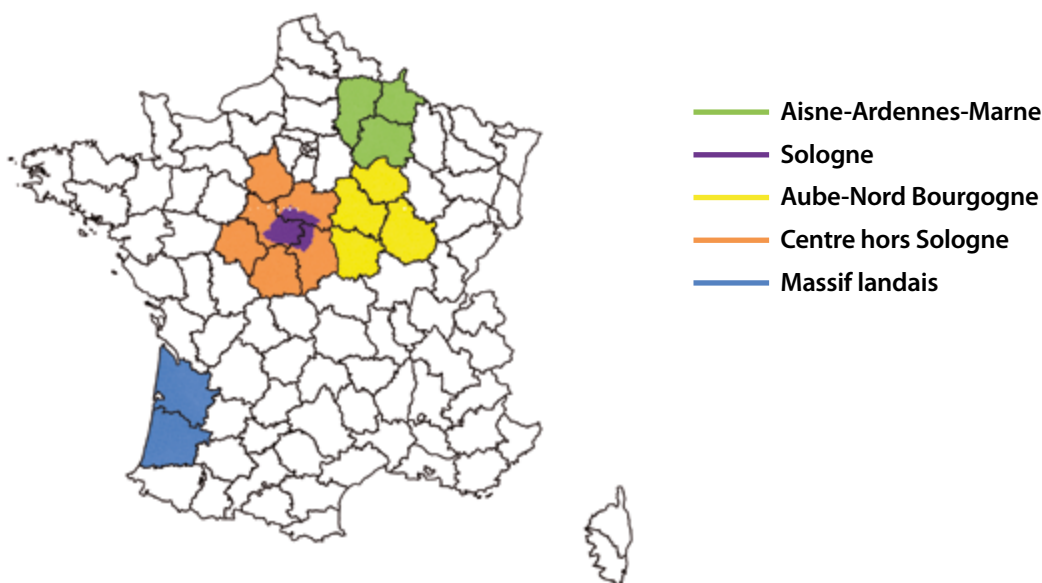 Aisne-Ardennes-Marne
Sologne
Aube-Nord Bourgogne
Centre hors Sologne
Massif landais